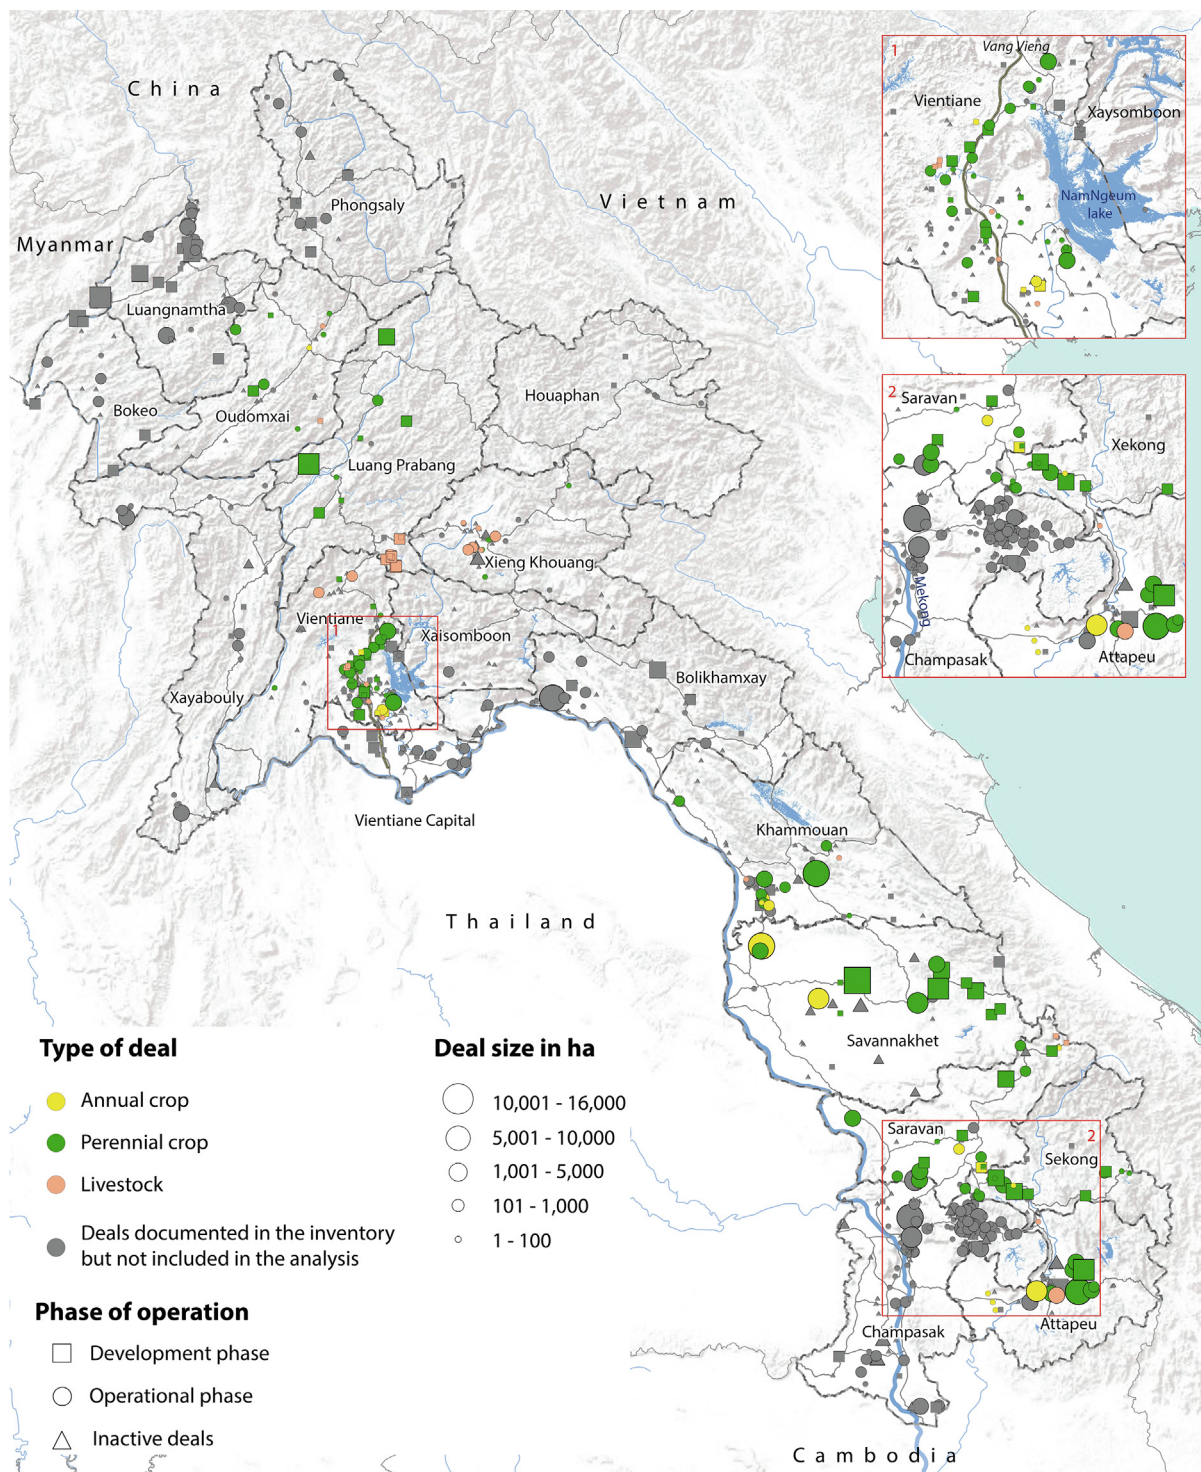 China
Myanmar
Vietnam
Phongsaly
Luangnamtha
Bokeo
Oudomxai
Houaphan
Luang Prabang
Xieng Khouang
Vientiane
1
Xaisomboon
Xayabouly
Bolikhamxay
Vientiane Capital
Khammouan
Thailand
Savannakhet
Saravan
2
Sekong
Champasak
Attapeu
Cambodia
1
Vang Vieng
Vientiane
Xaysomboon
NamNgeum
lake
2
Saravan
Xekong
Mekong
Champasak
Attapeu
Type of deal
Annual crop
Perennial crop
Livestock
Deals documented in the inventory
but not included in the analysis
Phase of operation
Development phase
Operational phase
Inactive deals
Deal size in ha
10,001 - 16,000
5,001 - 10,000
1,001 - 5,000
101 - 1,000
1 - 100